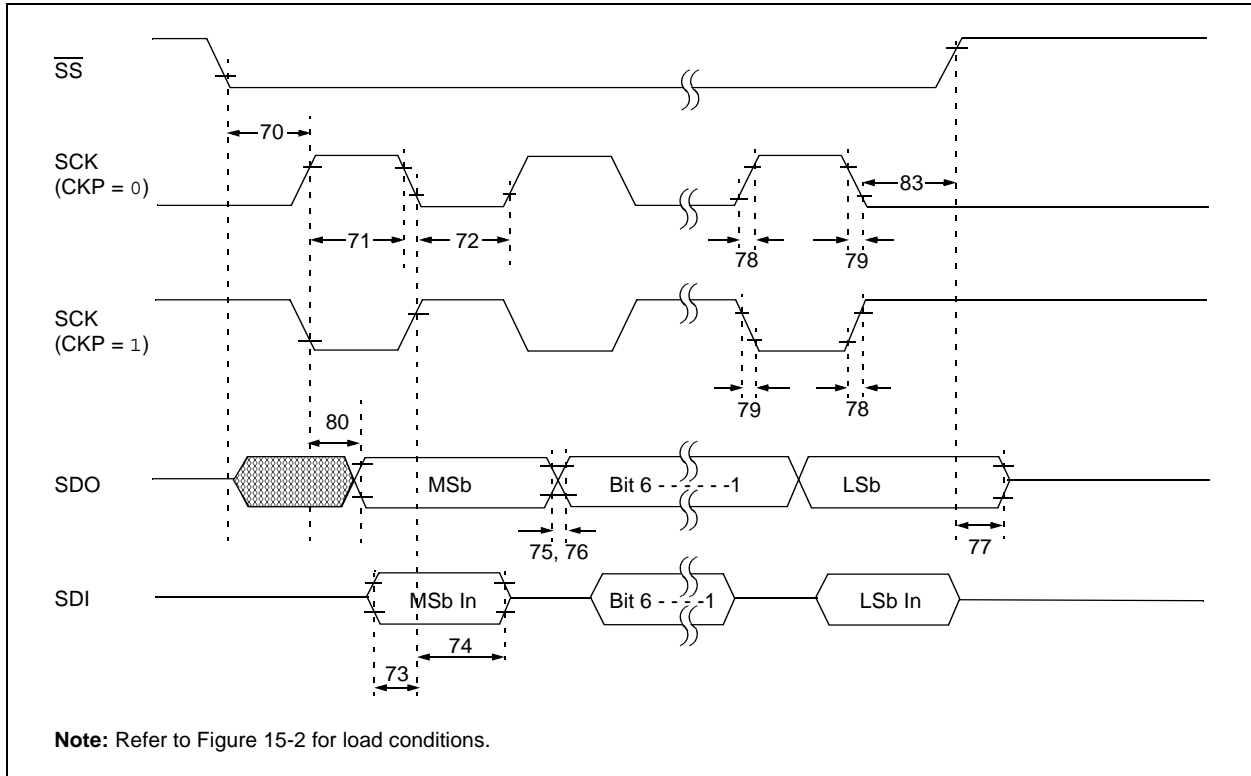 SS
70
SCK
(CKP = 0)
83
71
72
78
79
SCK
(CKP = 1)
79
78
80
SDO
MSb
Bit 6 - - - - - -1
LSb
75, 76
77
SDI
MSb In
Bit 6 - - - -1
LSb In
74
73
Note: Refer to Figure 15-2 for load conditions.